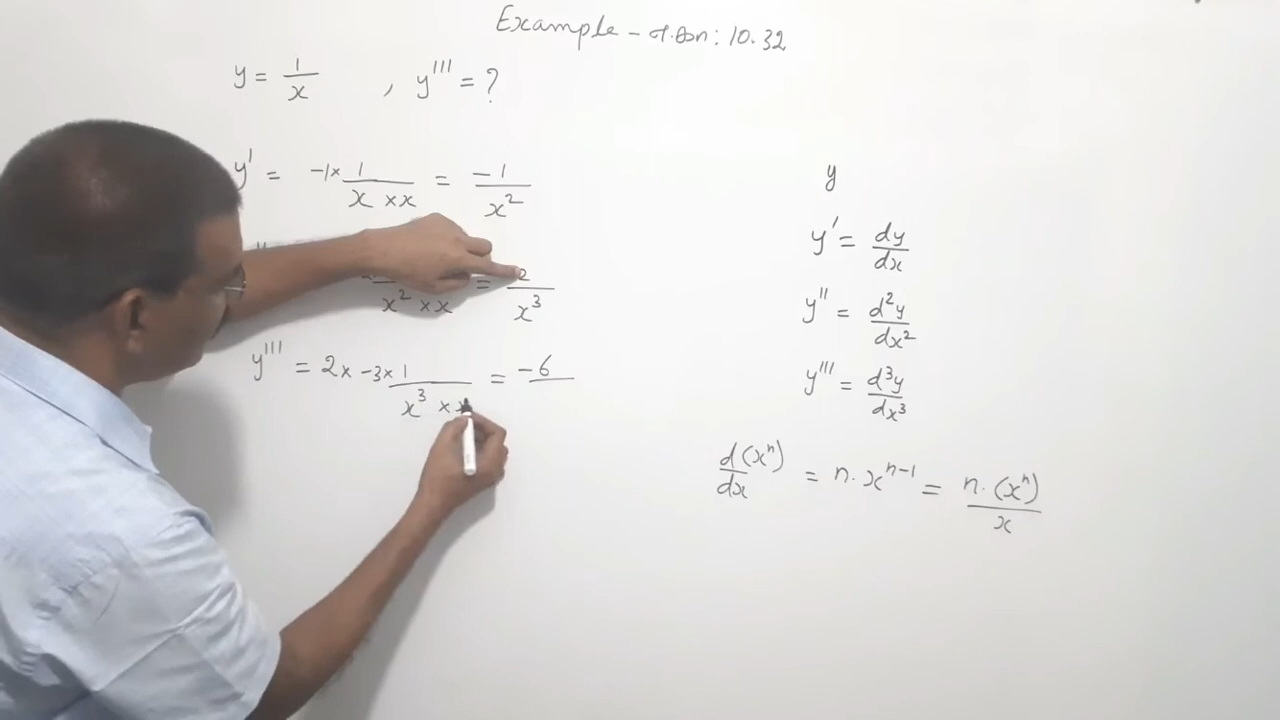 Example - 10.32
y = 1/x , y''' = ?
y' = -1 × 1/(x × x) = -1/x²
/(x² × x) = 2/x³
y''' = 2 × -3 × 1/(x³ × x = -6
y
y' = dy/dx
y'' = d²y/dx²
y''' = d³y/dx³
d/dx (xⁿ) = n · xⁿ⁻¹ = n · (xⁿ)/x